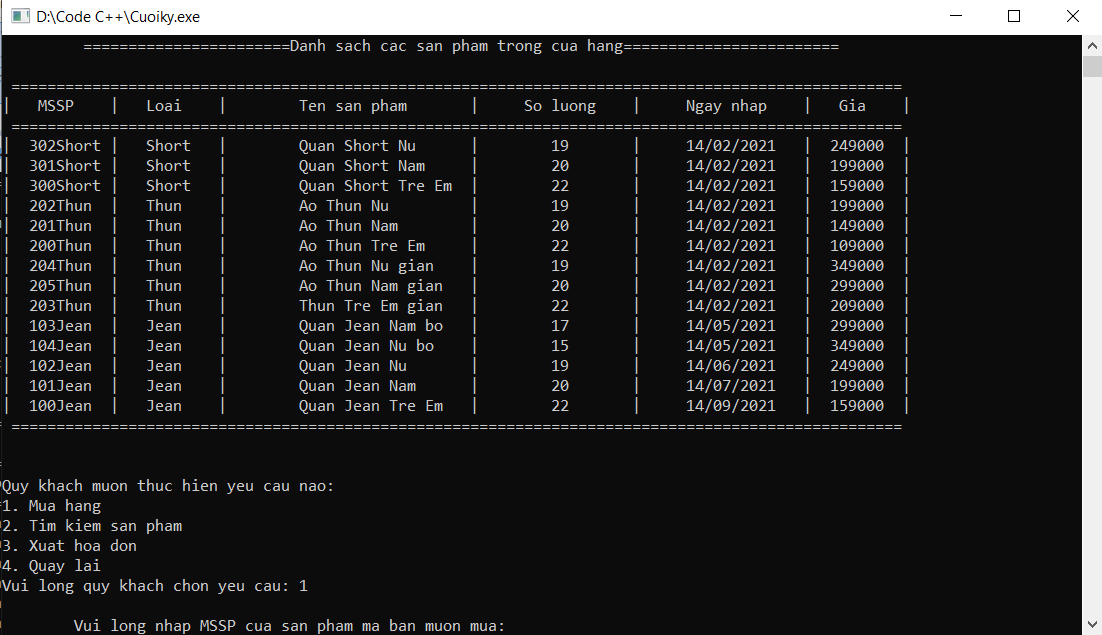 D:\Code C++\Cuoiky.exe
=======================Danh sach cac san pham trong cua hang========================
===================================================================================================
| MSSP | Loai | Ten san pham | So luong | Ngay nhap | Gia |
===================================================================================================
| 302Short | Short | Quan Short Nu | 19 | 14/02/2021 | 249000 |
| 301Short | Short | Quan Short Nam | 20 | 14/02/2021 | 199000 |
| 300Short | Short | Quan Short Tre Em | 22 | 14/02/2021 | 159000 |
| 202Thun | Thun | Ao Thun Nu | 19 | 14/02/2021 | 199000 |
| 201Thun | Thun | Ao Thun Nam | 20 | 14/02/2021 | 149000 |
| 200Thun | Thun | Ao Thun Tre Em | 22 | 14/02/2021 | 109000 |
| 204Thun | Thun | Ao Thun Nu gian | 19 | 14/02/2021 | 349000 |
| 205Thun | Thun | Ao Thun Nam gian | 20 | 14/02/2021 | 299000 |
| 203Thun | Thun | Thun Tre Em gian | 22 | 14/02/2021 | 209000 |
| 103Jean | Jean | Quan Jean Nam bo | 17 | 14/05/2021 | 299000 |
| 104Jean | Jean | Quan Jean Nu bo | 15 | 14/05/2021 | 349000 |
| 102Jean | Jean | Quan Jean Nu | 19 | 14/06/2021 | 249000 |
| 101Jean | Jean | Quan Jean Nam | 20 | 14/07/2021 | 199000 |
| 100Jean | Jean | Quan Jean Tre Em | 22 | 14/09/2021 | 159000 |
===================================================================================================
Quy khach muon thuc hien yeu cau nao:
1. Mua hang
2. Tim kiem san pham
3. Xuat hoa don
4. Quay lai
Vui long quy khach chon yeu cau: 1
Vui long nhap MSSP cua san pham ma ban muon mua: